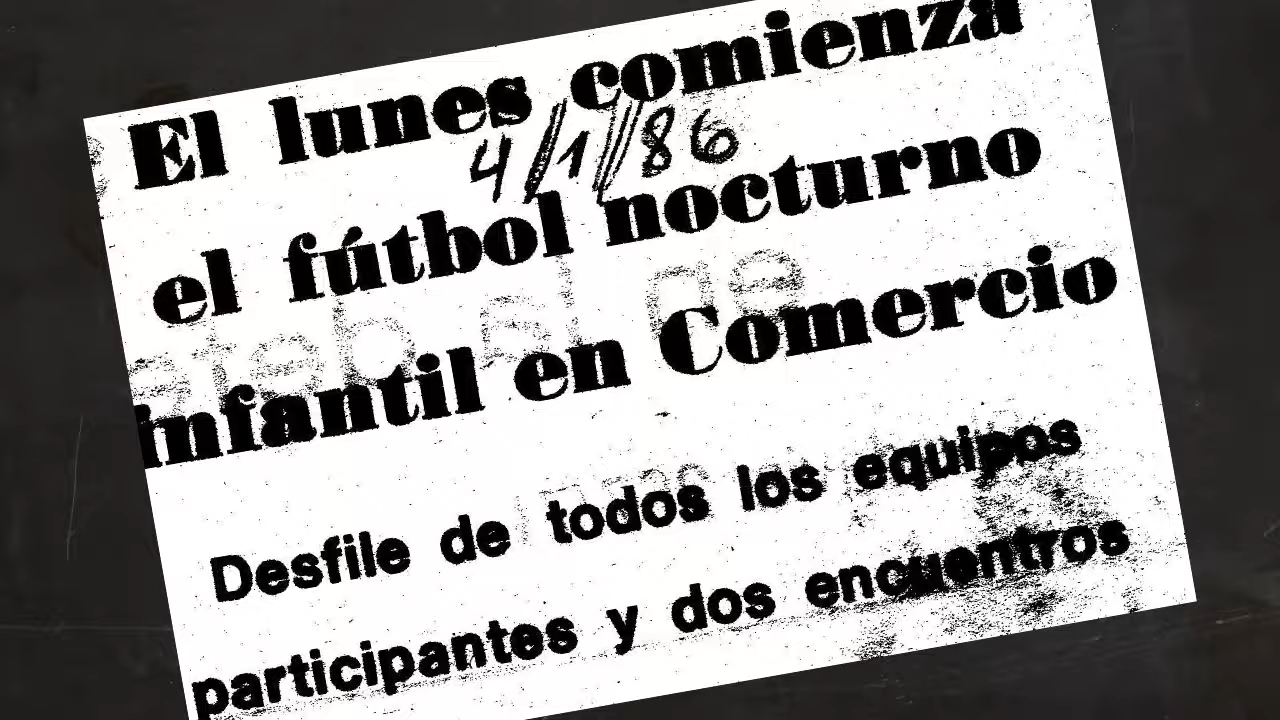 El lunes comienza
4/1/86
el fútbol nocturno
infantil en Comercio
Desfile de todos los equipos
participantes y dos encuentros